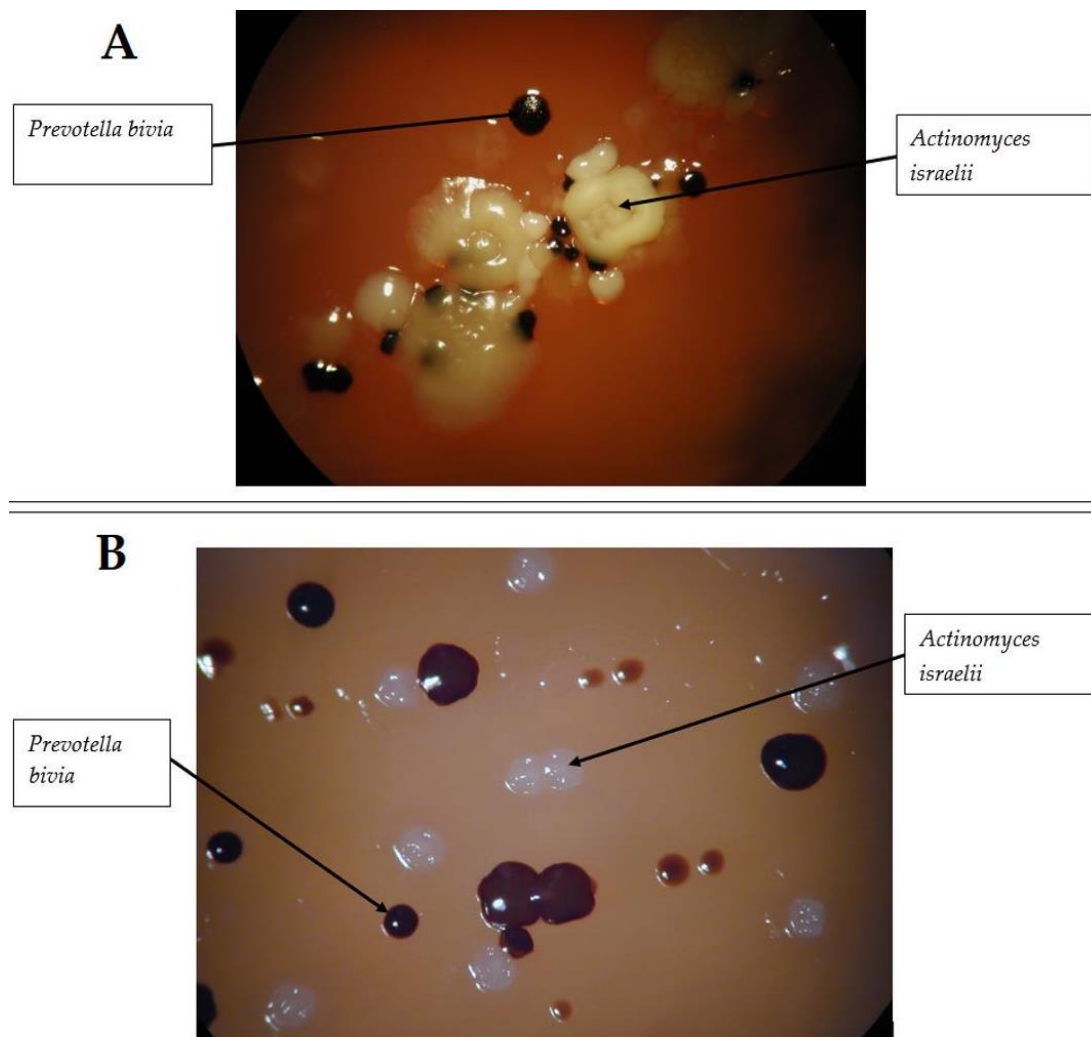 A
Prevotella bivia
Actinomyces
israelii
B
Actinomyces
israelii
Prevotella
bivia